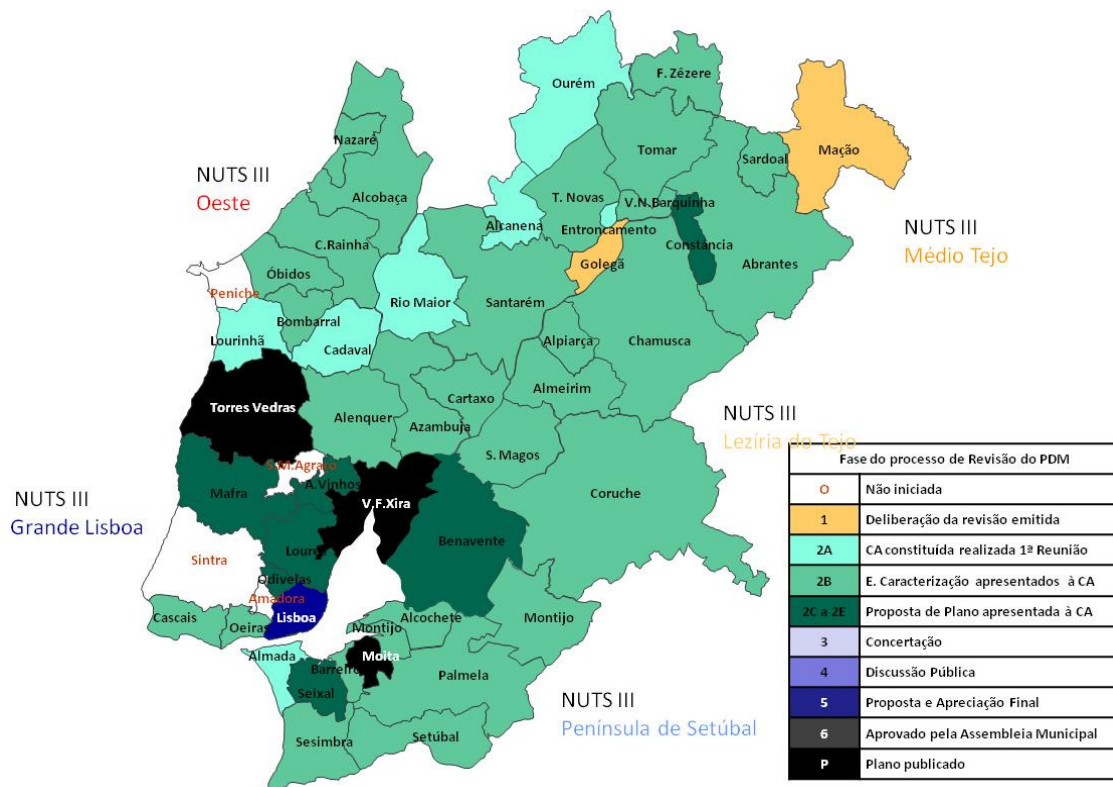 Ourém
F. Zêzere
Nazaré
Tomar
Sardoal
Mação
NUTS III
Oeste
Alcobaça
T. Novas
V.N.Barquinha
Alcanena
Entroncamento
NUTS III
Médio Tejo
C.Rainha
Constância
Golegã
Abrantes
Óbidos
Peniche
Rio Maior
Santarém
Bombarral
Lourinhã
Cadaval
Alpiarça
Chamusca
Almeirim
Torres Vedras
Cartaxo
Alenquer
Azambuja
NUTS III
Lezíria do Tejo
S. Magos
S.M.Agraço
A.Vinhos
Mafra
Coruche
NUTS III
Grande Lisboa
V.F.Xira
Benavente
Loures
Sintra
Odivelas
Amadora
Lisboa
Cascais
Oeiras
Alcochete
Montijo
Montijo
Almada
Moita
Barreiro
Palmela
Seixal
NUTS III
Península de Setúbal
Sesimbra
Setúbal
Fase do processo de Revisão do PDM
O Não iniciada
1 Deliberação da revisão emitida
2A CA constituída realizada 1ª Reunião
2B E. Caracterização apresentados à CA
2C a 2E Proposta de Plano apresentada à CA
3 Concertação
4 Discussão Pública
5 Proposta e Apreciação Final
6 Aprovado pela Assembleia Municipal
P Plano publicado